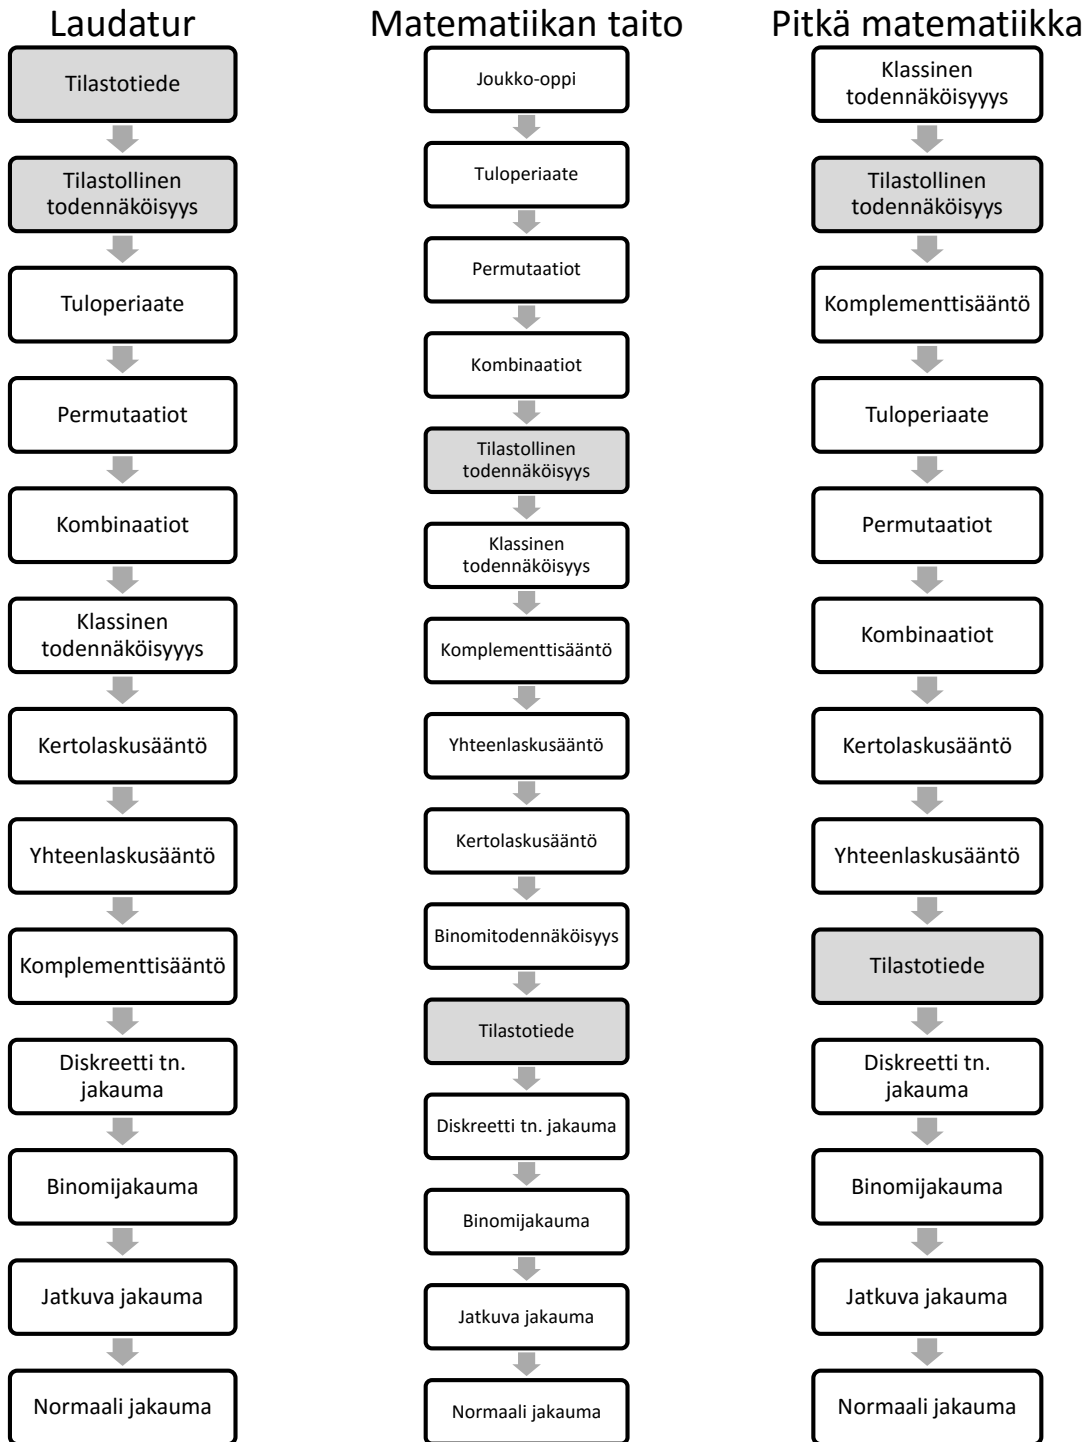 Laudatur
Tilastotiede
Tilastollinen
todennäköisyys
Tuloperiaate
Permutaatiot
Kombinaatiot
Klassinen
todennäköisyyys
Kertolaskusääntö
Yhteenlaskusääntö
Komplementtisääntö
Diskreetti tn.
jakauma
Binomijakauma
Jatkuva jakauma
Normaali jakauma
Matematiikan taito
Joukko-oppi
Tuloperiaate
Permutaatiot
Kombinaatiot
Tilastollinen
todennäköisyys
Klassinen
todennäköisyys
Komplementtisääntö
Yhteenlaskusääntö
Kertolaskusääntö
Binomitodennäköisyys
Tilastotiede
Diskreetti tn. jakauma
Binomijakauma
Jatkuva jakauma
Normaali jakauma
Pitkä matematiikka
Klassinen
todennäköisyyys
Tilastollinen
todennäköisyys
Komplementtisääntö
Tuloperiaate
Permutaatiot
Kombinaatiot
Kertolaskusääntö
Yhteenlaskusääntö
Tilastotiede
Diskreetti tn.
jakauma
Binomijakauma
Jatkuva jakauma
Normaali jakauma